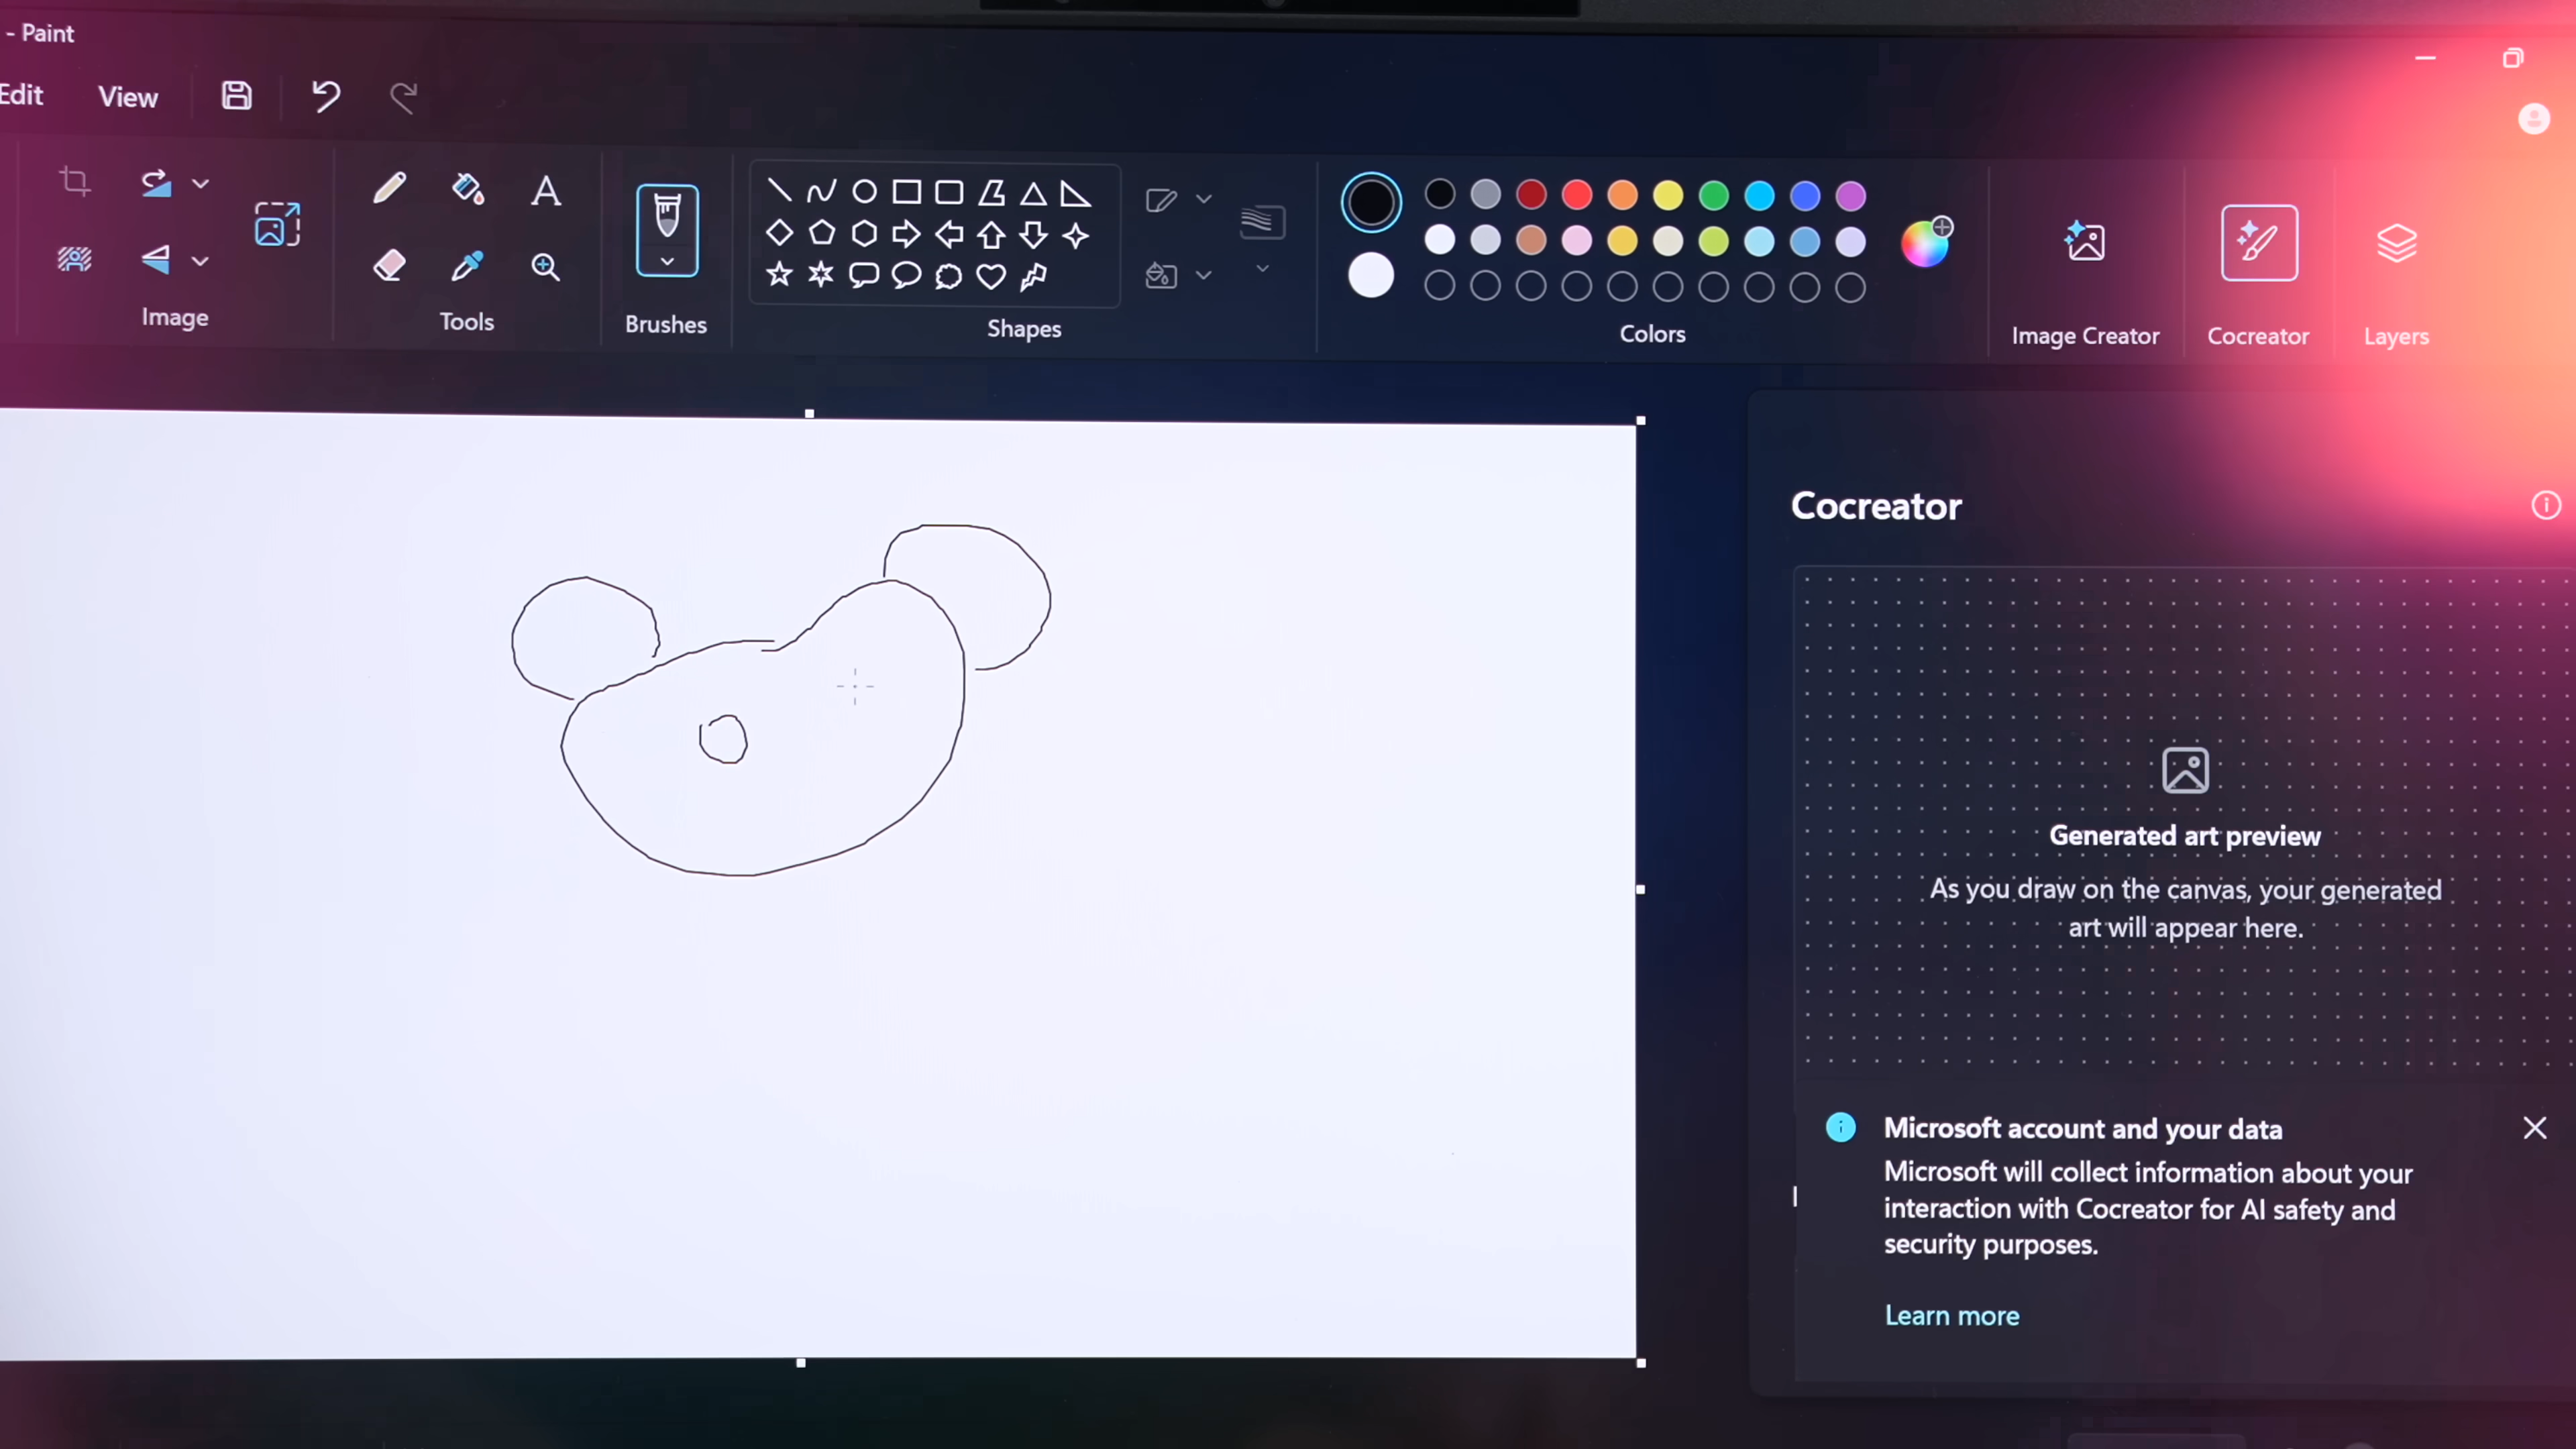 - Paint
Edit
View
Image
Tools
Brushes
Shapes
Colors
Image Creator
Cocreator
Layers
Cocreator
Generated art preview
As you draw on the canvas, your generated
art will appear here.
Microsoft account and your data
Microsoft will collect information about your
interaction with Cocreator for AI safety and
security purposes.
Learn more